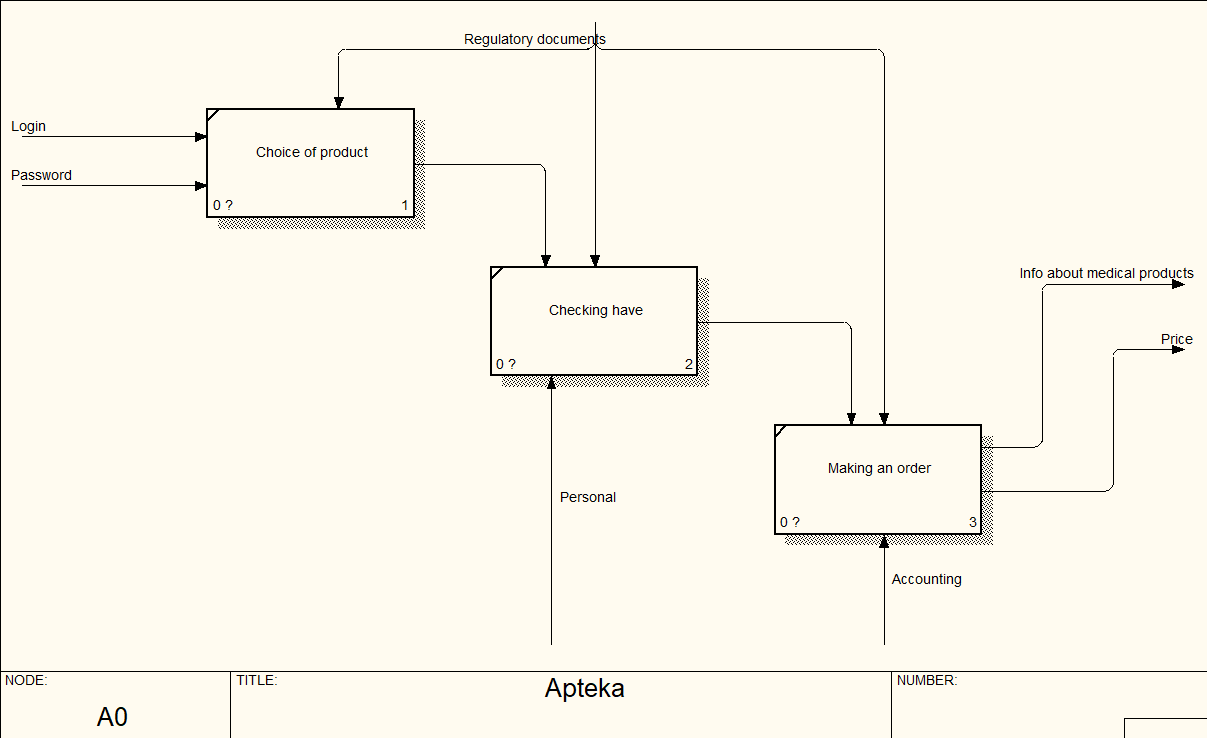 Regulatory documents
Login
Choice of product
Password
0 ?
1
Info about medical products
Checking have
Price
0 ?
2
Making an order
Personal
0 ?
3
Accounting
NODE:
TITLE:
NUMBER:
Apteka
A0